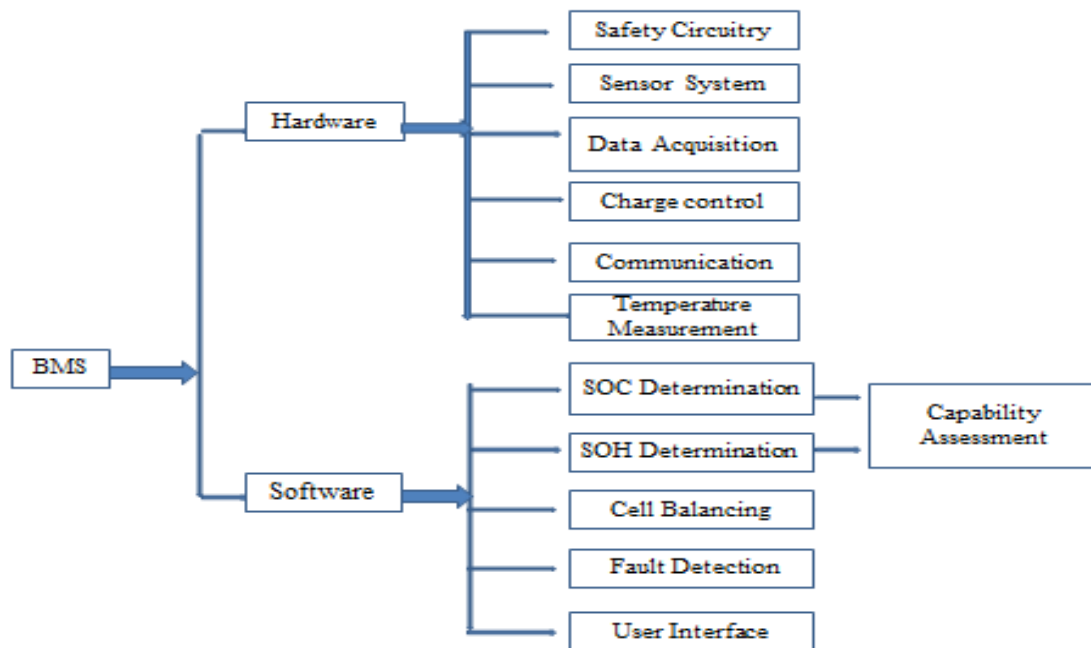 Safety Circuitry
Sensor System
Hardware
Data Acquisition
Charge control
Communication
Temperature
Measurement
BMS
SOC Determination
Capability
Assessment
SOH Determination
Software
Cell Balancing
Fault Detection
User Interface